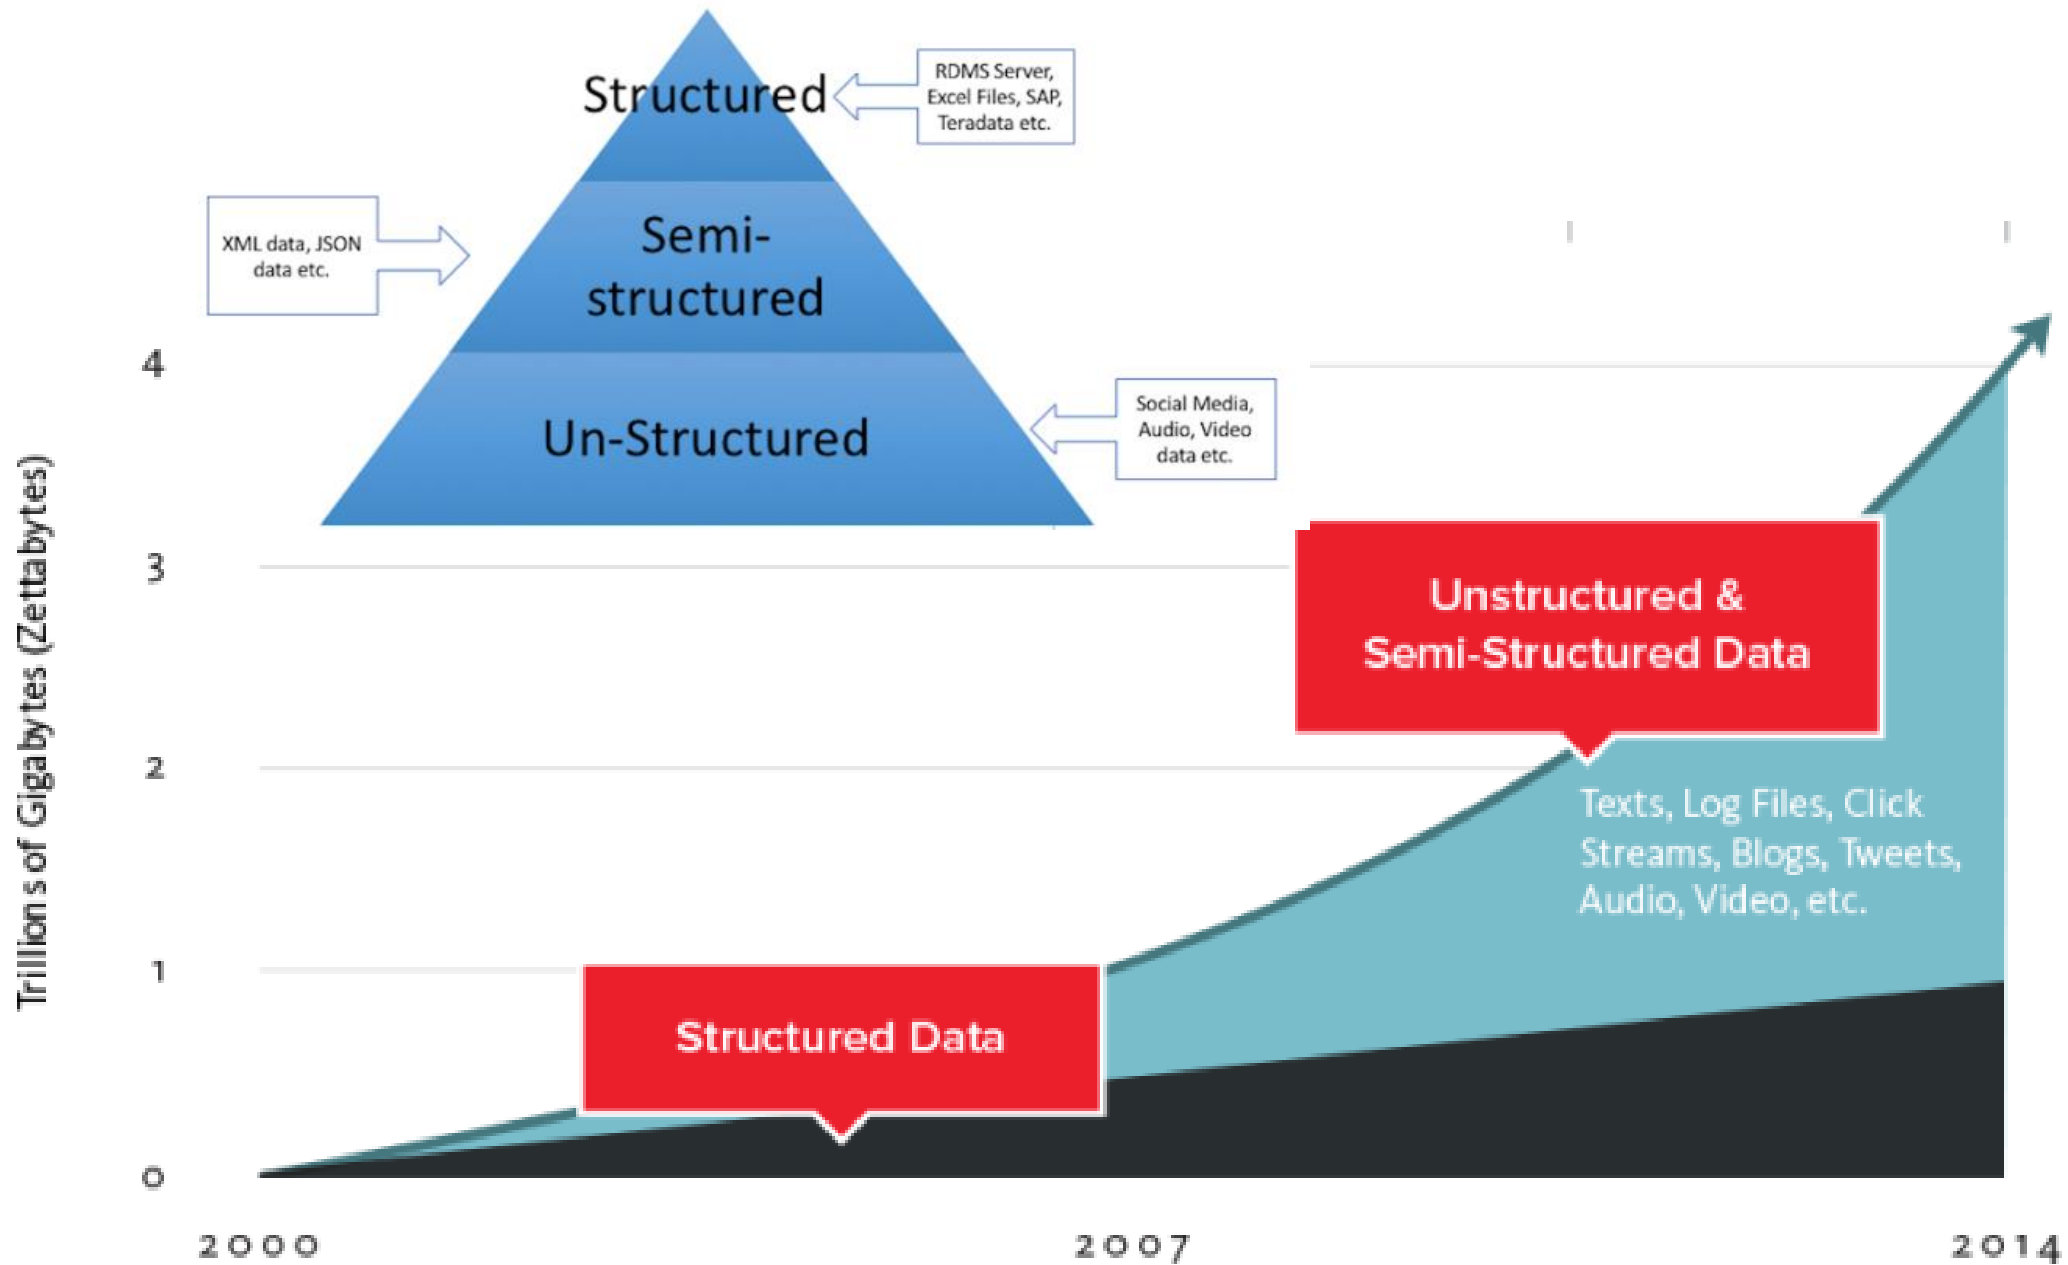 Structured
RDMS Server,
Excel Files, SAP,
Teradata etc.
XML data, JSON
data etc.
Semi-
structured
Un-Structured
Social Media,
Audio, Video
data etc.
Trillions of Gigabytes (Zettabytes)
4
3
2
1
0
Unstructured &
Semi-Structured Data
Texts, Log Files, Click
Streams, Blogs, Tweets,
Audio, Video, etc.
Structured Data
2000
2007
2014